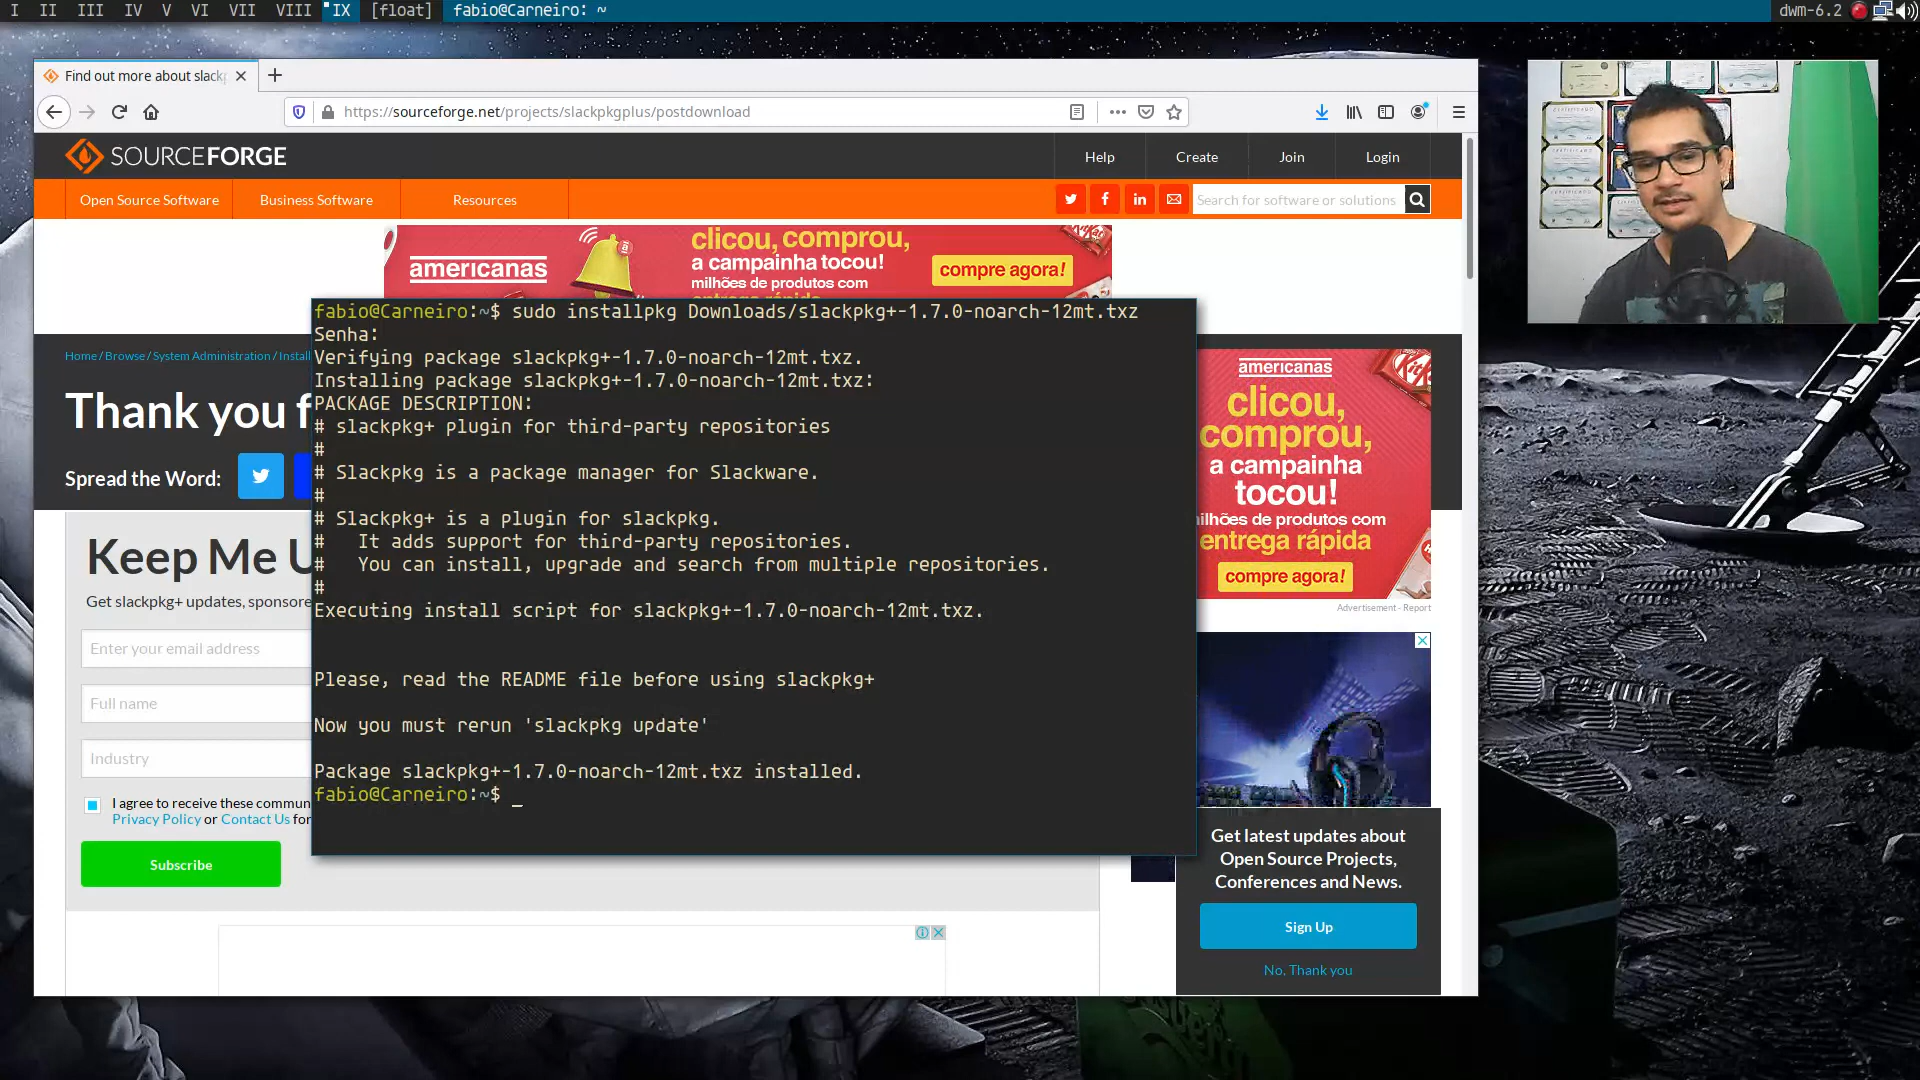 I II III IV V VI VII VIII IX [float] fabio@Carneiro: ~ dwm-6.2
Find out more about slackp
https://sourceforge.net/projects/slackpkgplus/postdownload
SOURCEFORGE Help Create Join Login
Open Source Software Business Software Resources Search for software or solutions
americanas
clicou, comprou,
a campainha tocou!
milhões de produtos com
entrega rápida
compre agora!
KitKat
Home / Browse / System Administration / Install
Thank you f
Spread the Word:
Keep Me U
Get slackpkg+ updates, sponsore
Enter your email address
Full name
Industry
I agree to receive these commun
Privacy Policy or Contact Us for
Subscribe
fabio@Carneiro:~$ sudo installpkg Downloads/slackpkg+-1.7.0-noarch-12mt.txz
Senha:
Verifying package slackpkg+-1.7.0-noarch-12mt.txz.
Installing package slackpkg+-1.7.0-noarch-12mt.txz:
PACKAGE DESCRIPTION:
# slackpkg+ plugin for third-party repositories
#
# Slackpkg is a package manager for Slackware.
#
# Slackpkg+ is a plugin for slackpkg.
#   It adds support for third-party repositories.
#   You can install, upgrade and search from multiple repositories.
#
Executing install script for slackpkg+-1.7.0-noarch-12mt.txz.
Please, read the README file before using slackpkg+
Now you must rerun 'slackpkg update'
Package slackpkg+-1.7.0-noarch-12mt.txz installed.
fabio@Carneiro:~$ _
americanas
KitKat
clicou,
comprou,
a campainha
tocou!
ilhões de produtos com
entrega rápida
compre agora!
Advertisement - Report
Get latest updates about
Open Source Projects,
Conferences and News.
Sign Up
No, Thank you